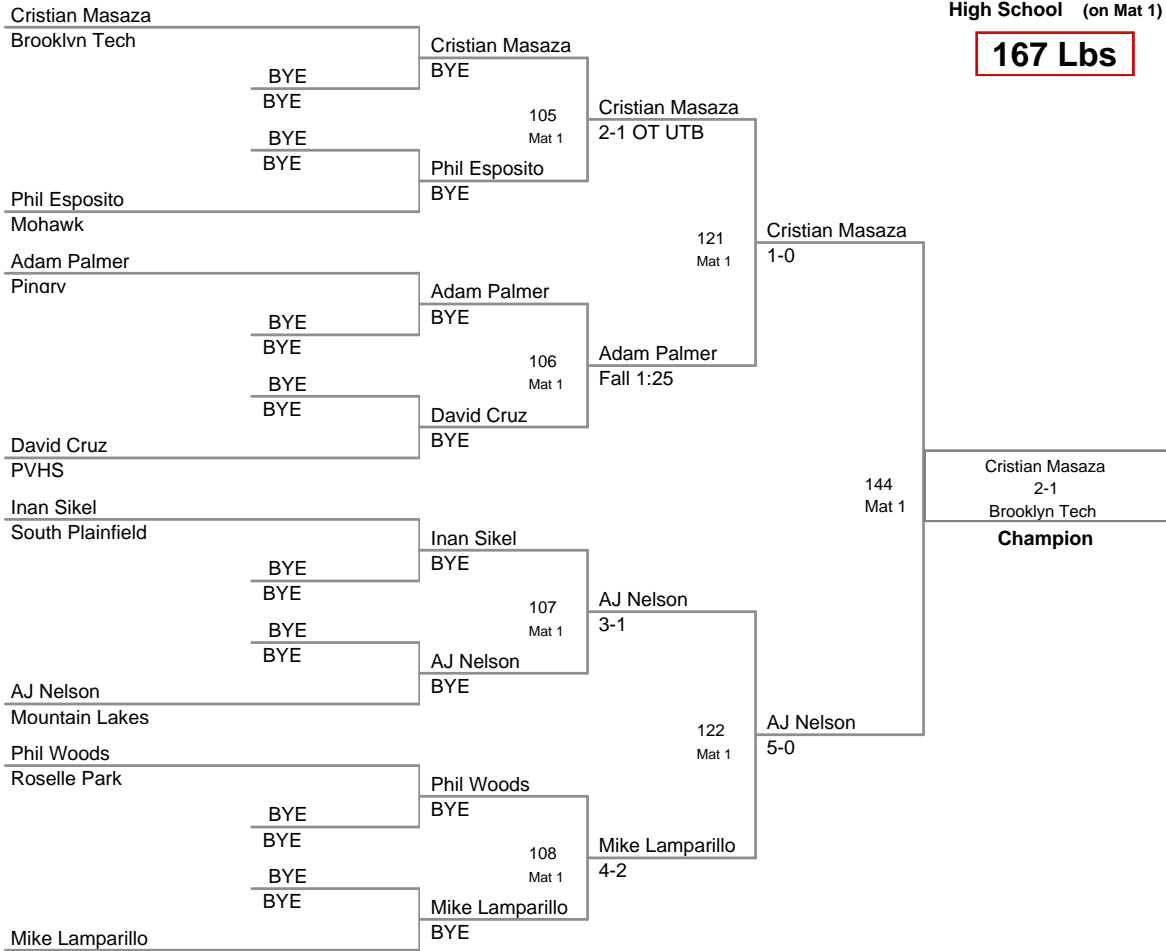 High School (on Mat 1)
167 Lbs
Cristian Masaza
Brooklyn Tech
BYE
BYE
BYE
BYE
Phil Esposito
Mohawk
Adam Palmer
Pingry
BYE
BYE
BYE
BYE
David Cruz
PVHS
Inan Sikel
South Plainfield
BYE
BYE
BYE
BYE
AJ Nelson
Mountain Lakes
Phil Woods
Roselle Park
BYE
BYE
BYE
BYE
Mike Lamparillo
Cristian Masaza
BYE
105
Mat 1
Phil Esposito
BYE
Adam Palmer
BYE
106
Mat 1
David Cruz
BYE
Inan Sikel
BYE
107
Mat 1
AJ Nelson
BYE
Phil Woods
BYE
108
Mat 1
Mike Lamparillo
BYE
Cristian Masaza
2-1 OT UTB
121
Mat 1
Adam Palmer
Fall 1:25
AJ Nelson
3-1
122
Mat 1
Mike Lamparillo
4-2
Cristian Masaza
1-0
144
Mat 1
AJ Nelson
5-0
Cristian Masaza
2-1
Brooklyn Tech
Champion